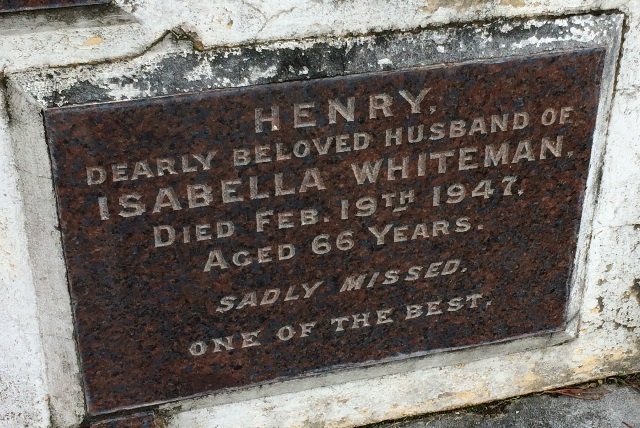 HENRY.
DEARLY BELOVED HUSBAND OF
ISABELLA WHITEMAN.
DIED FEB. 19TH 1947.
AGED 66 YEARS.
SADLY MISSED.
ONE OF THE BEST.